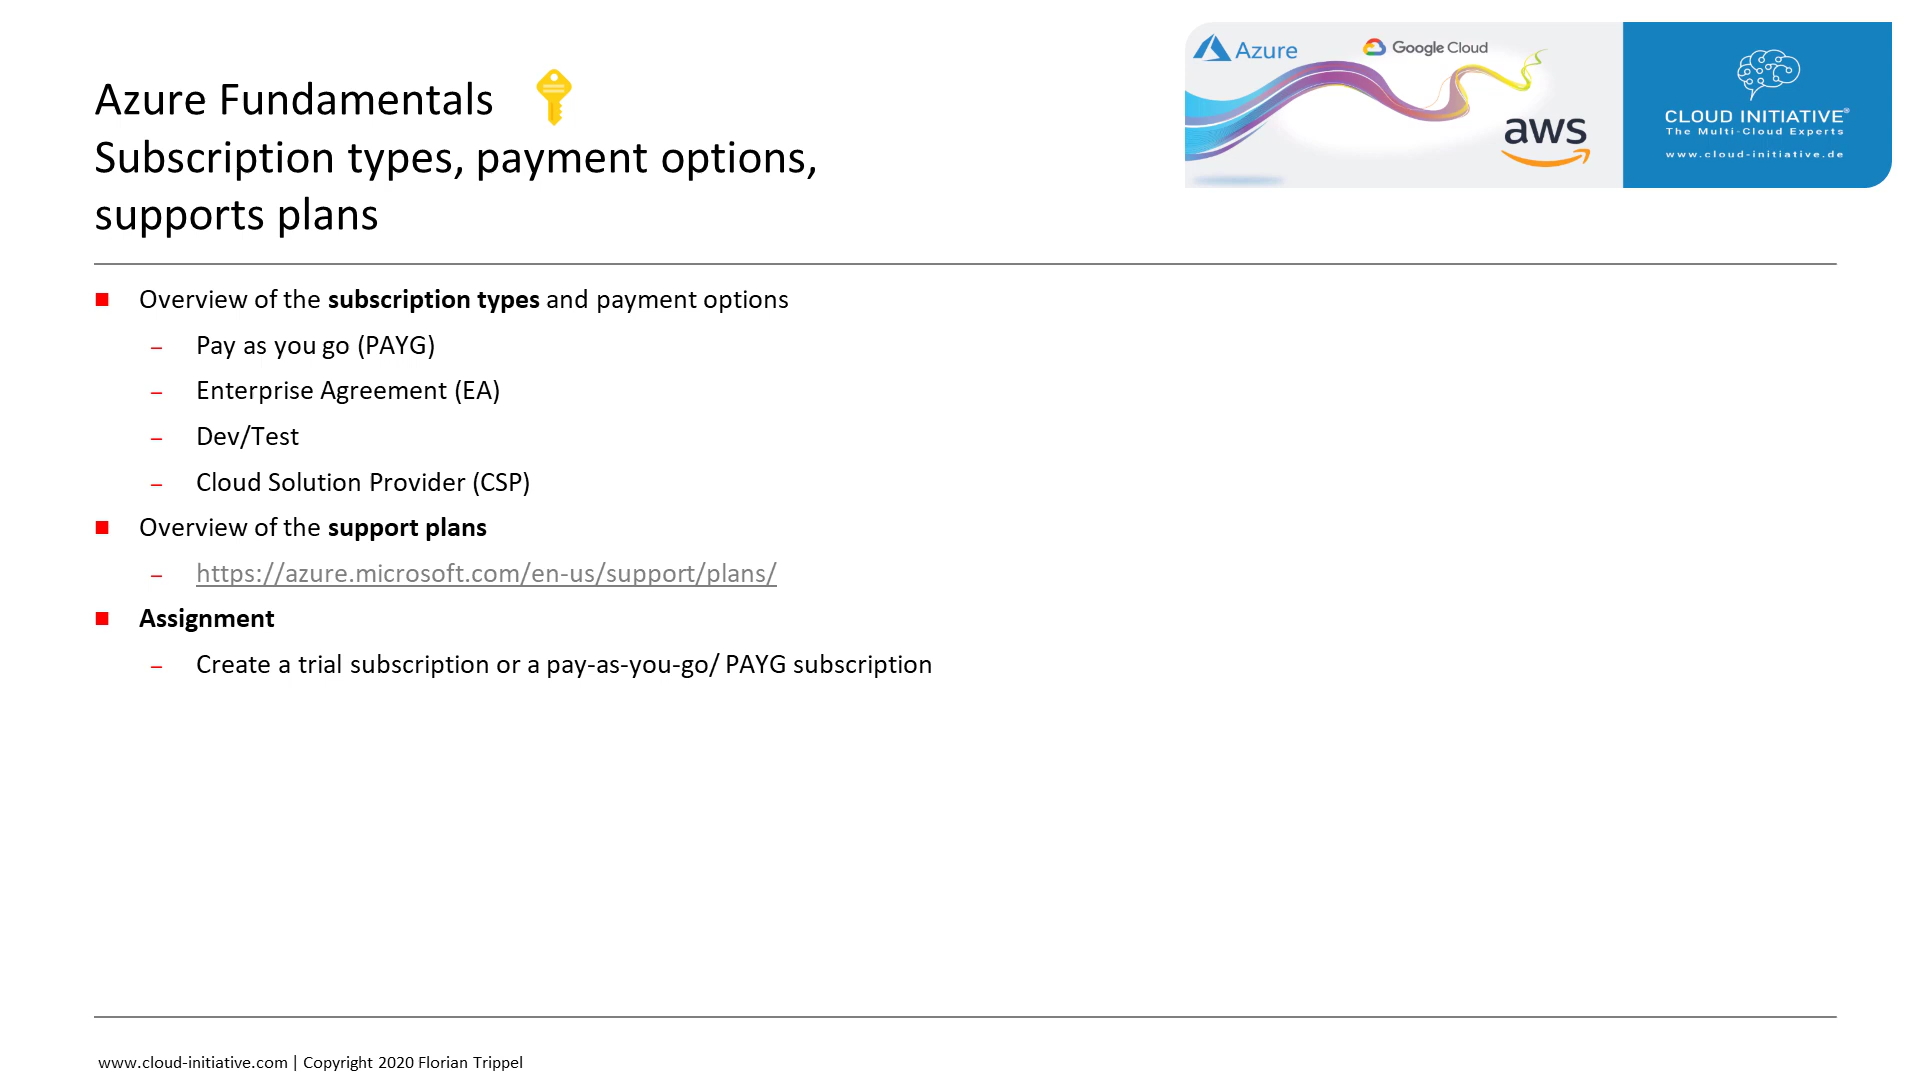 Azure Fundamentals
Subscription types, payment options,
supports plans
Azure
Google Cloud
aws
CLOUD INITIATIVE®
The Multi-Cloud Experts
www.cloud-initiative.de
Overview of the subscription types and payment options
– Pay as you go (PAYG)
– Enterprise Agreement (EA)
– Dev/Test
– Cloud Solution Provider (CSP)
Overview of the support plans
– https://azure.microsoft.com/en-us/support/plans/
Assignment
– Create a trial subscription or a pay-as-you-go/ PAYG subscription
www.cloud-initiative.com | Copyright 2020 Florian Trippel